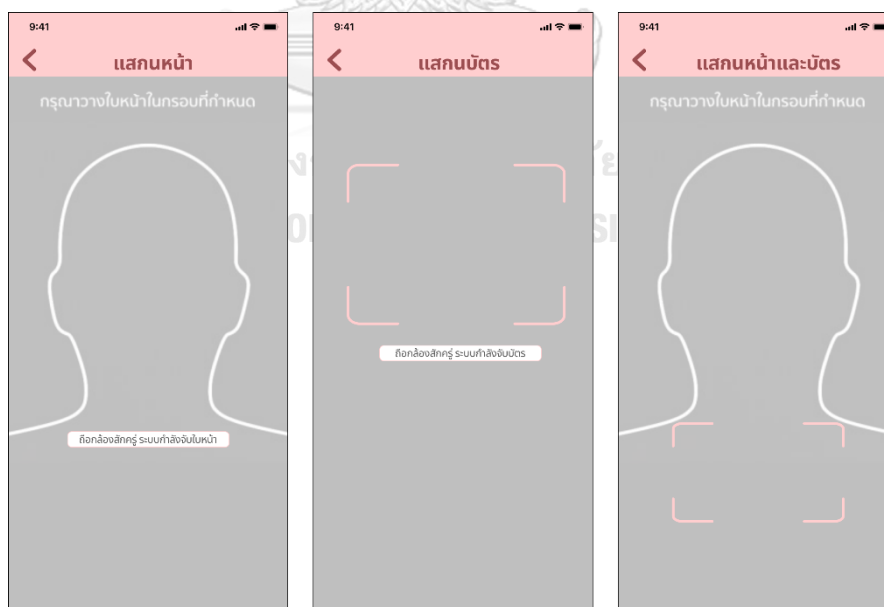 9:41
แสกนหน้า
กรุณาวางใบหน้าในกรอบที่กำหนด
ถือกล้องสักครู่ ระบบกำลังจับใบหน้า
9:41
แสกนบัตร
ถือกล้องสักครู่ ระบบกำลังจับบัตร
9:41
แสกนหน้าและบัตร
กรุณาวางใบหน้าในกรอบที่กำหนด